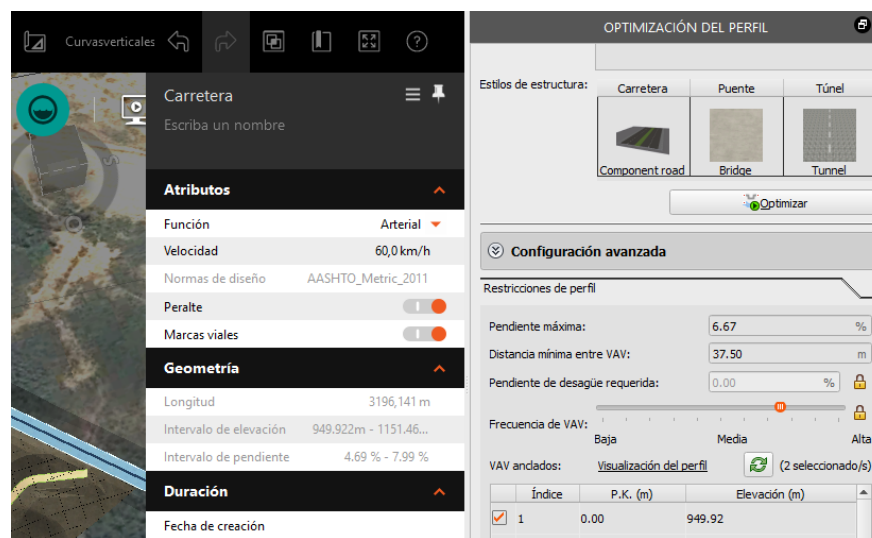 Curvasverticales
Carretera
Escriba un nombre
Atributos
Función Arterial
Velocidad 60,0 km/h
Normas de diseño AASHTO_Metric_2011
Peralte
Marcas viales
Geometría
Longitud 3196,141 m
Intervalo de elevación 949.922m - 1151.46...
Intervalo de pendiente 4.69 % - 7.99 %
Duración
Fecha de creación
OPTIMIZACIÓN DEL PERFIL
Estilos de estructura: Carretera Puente Túnel
Component road Bridge Tunnel
Optimizar
Configuración avanzada
Restricciones de perfil
Pendiente máxima: 6.67 %
Distancia mínima entre VAV: 37.50 m
Pendiente de desagüe requerida: 0.00 %
Frecuencia de VAV:
Baja Media Alta
VAV anclados: Visualización del perfil (2 seleccionado/s)
Índice P.K. (m) Elevación (m)
1 0.00 949.92